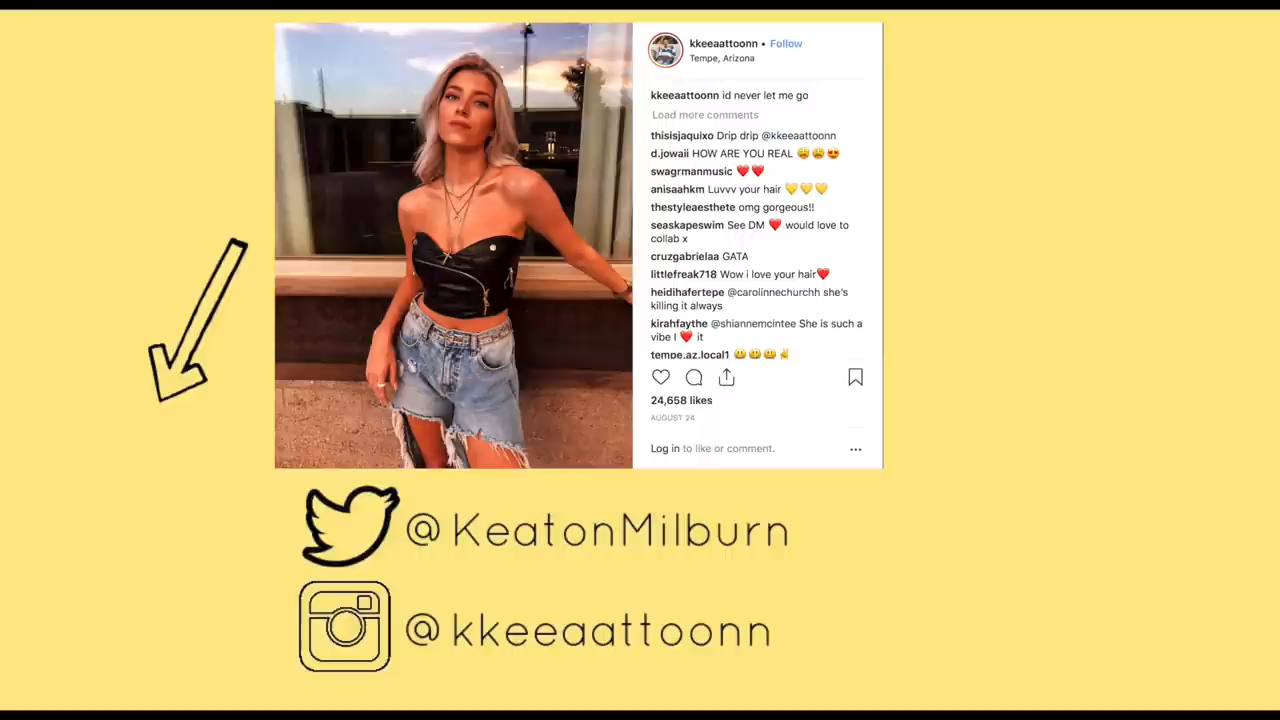 kkeeaattoonn • Follow
Tempe, Arizona
kkeeaattoonn id never let me go
Load more comments
thisisjaquixo Drip drip @kkeeaattoonn
d.jowaii HOW ARE YOU REAL 😩😩😍
swagrmanmusic ❤️❤️
anisaahkm Luvvv your hair 💛💛💛
thestyleaesthete omg gorgeous!!
seaskapeswim See DM ❤️ would love to
collab x
cruzgabrielaa GATA
littlefreak718 Wow i love your hair❤️
heidihafertepe @carolinnechurchh she's
killing it always
kirahfaythe @shiannemcintee She is such a
vibe I ❤️ it
tempe.az.local1 😃😃😃✌️
24,658 likes
AUGUST 24
Log in to like or comment.
@KeatonMilburn
@kkeeaattoonn